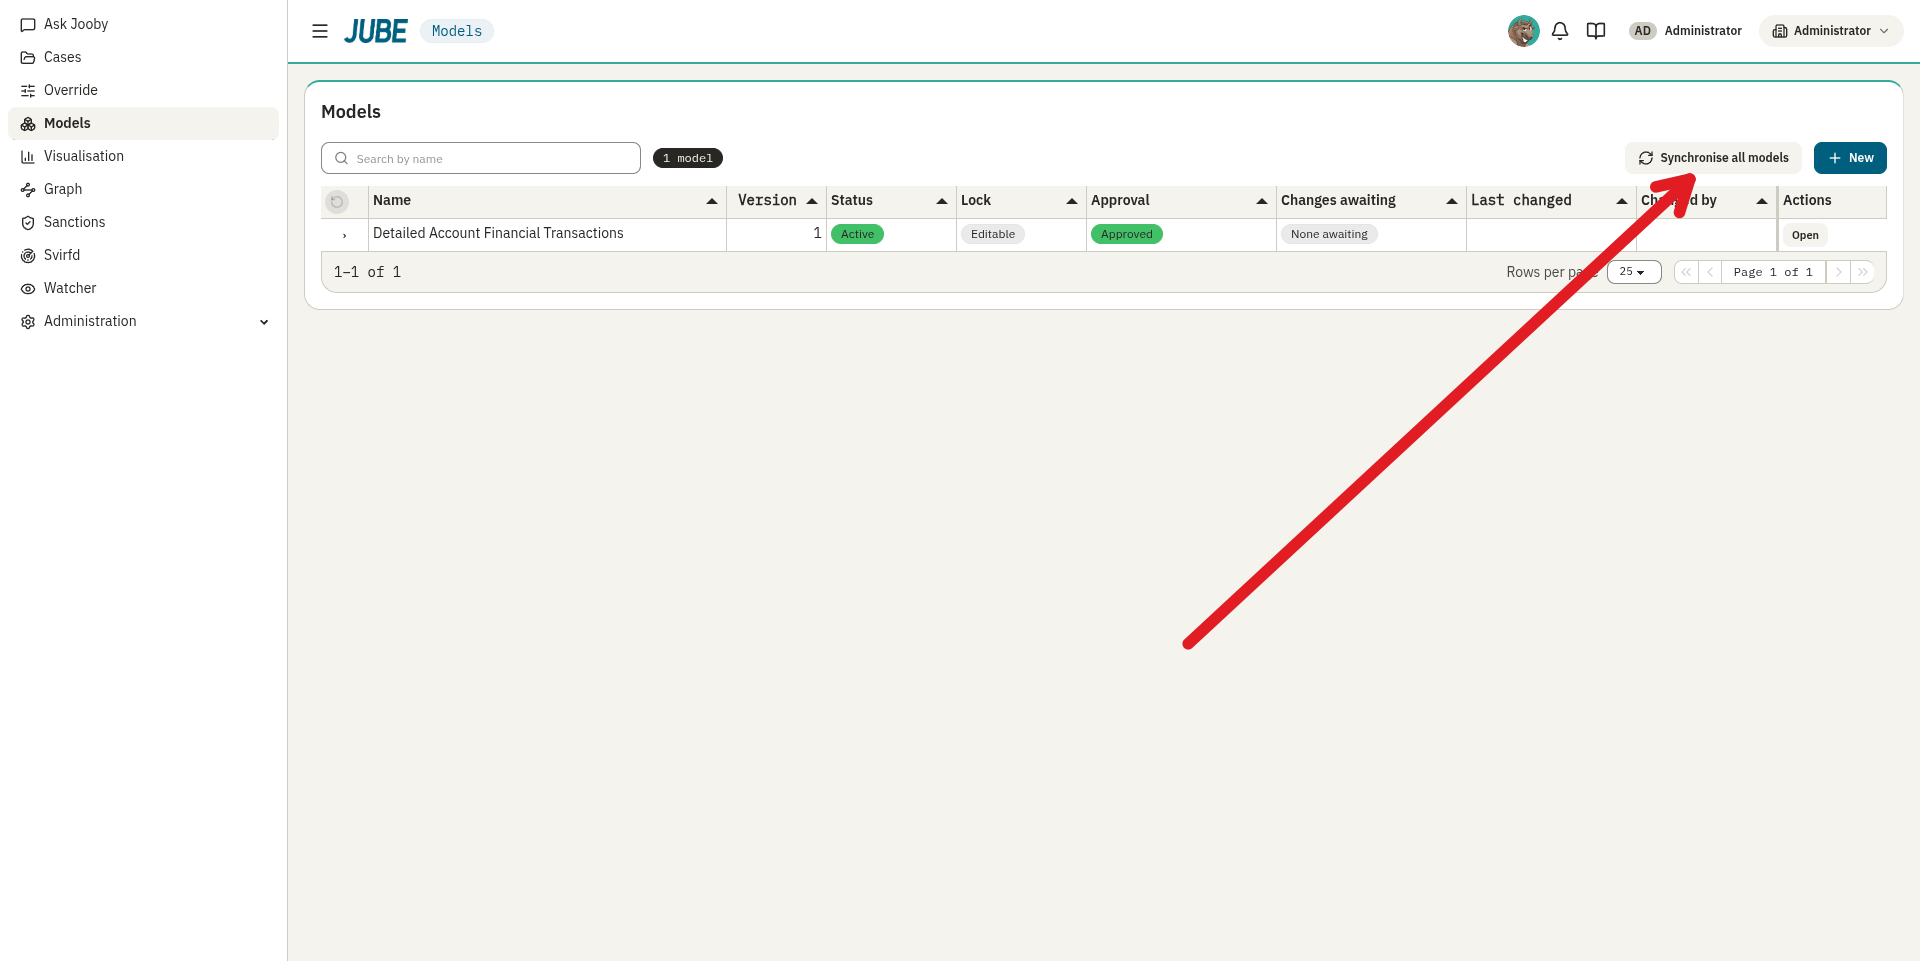 Ask Jooby
Cases
Override
Models
Visualisation
Graph
Sanctions
Svirfd
Watcher
Administration
JUBE Models
AD Administrator Administrator
Models
Search by name 1 model Synchronise all models New
Name Version Status Lock Approval Changes awaiting Last changed by Actions
Detailed Account Financial Transactions 1 Active Editable Approved None awaiting Open
1–1 of 1 Rows per 25 Page 1 of 1